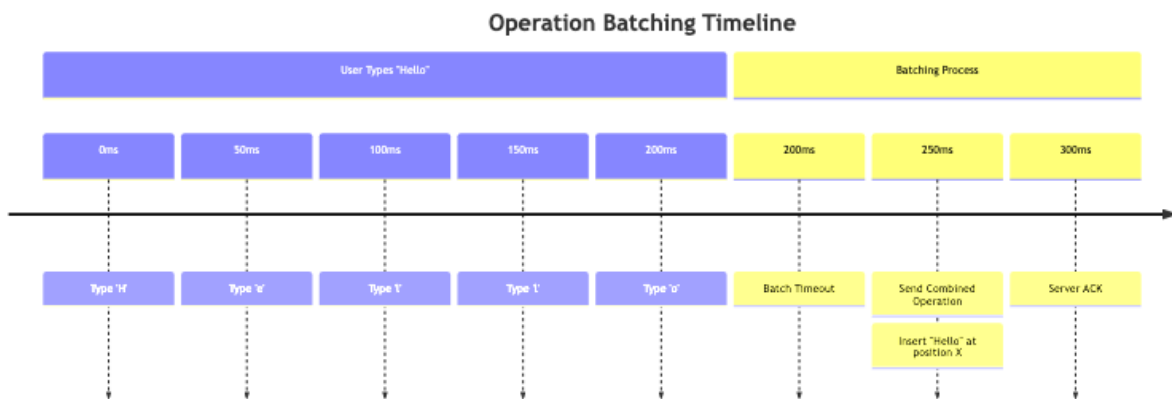 Operation Batching Timeline
User Types "Hello"
Batching Process
0ms
50ms
100ms
150ms
200ms
200ms
250ms
300ms
Type 'H'
Type 'e'
Type 'l'
Type 'l'
Type 'o'
Batch Timeout
Send Combined
Operation
Server ACK
Insert "Hello" at
position X